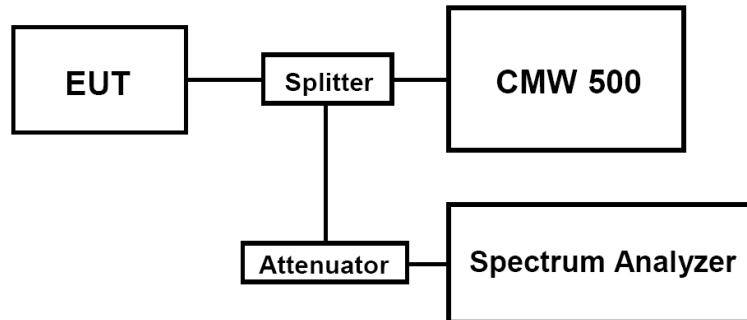 EUT
Splitter
CMW 500
Attenuator
Spectrum Analyzer